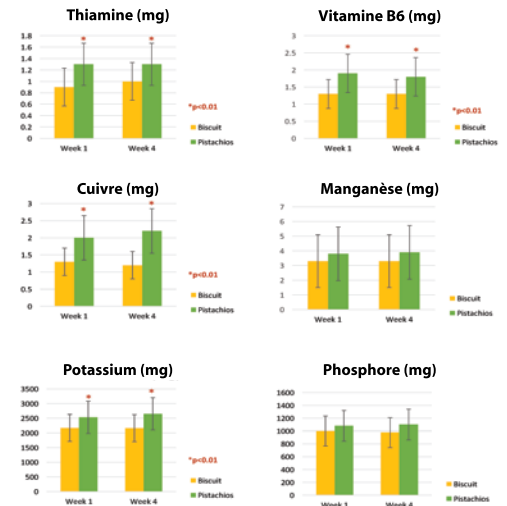 Thiamine (mg)
1.8
1.6
1.4
1.2
1
0.8
0.6
0.4
0.2
0
*
*
Week 1
Week 4
*p<0.01
Biscuit
Pistachios
Vitamine B6 (mg)
3
2.5
2
1.5
1
0.5
0
*
*
Week 1
Week 4
*p<0.01
Biscuit
Pistachios
Cuivre (mg)
3
2.5
2
1.5
1
0.5
0
*
*
Week 1
Week 4
*p<0.01
Biscuit
Pistachios
Manganèse (mg)
7
6
5
4
3
2
1
0
Week 1
Week 4
Biscuit
Pistachios
Potassium (mg)
3500
3000
2500
2000
1500
1000
500
0
*
*
Week 1
Week 4
*p<0.01
Biscuit
Pistachios
Phosphore (mg)
1600
1400
1200
1000
800
600
400
200
0
Week 1
Week 4
Biscuit
Pistachios